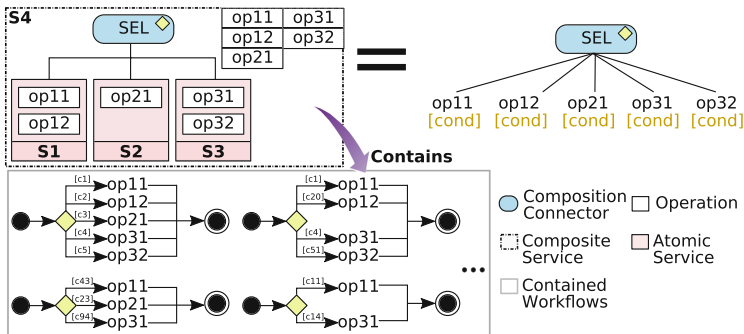 S4
SEL
op11 op31
op12 op32
op21
op11 op21 op31
op12 op32
S1 S2 S3
SEL
op11 op12 op21 op31 op32
[cond] [cond] [cond] [cond] [cond]
Contains
[c1] op11
[c2] op12
[c3] op21
[c4] op31
[c5] op32
[c1] op11
[c20] op12
[c4] op31
[c51] op32
[c43] op11
[c23] op21
[c94] op31
[c11] op11
[c14] op31
...
Composition
Connector
Operation
Composite
Service
Atomic
Service
Contained
Workflows